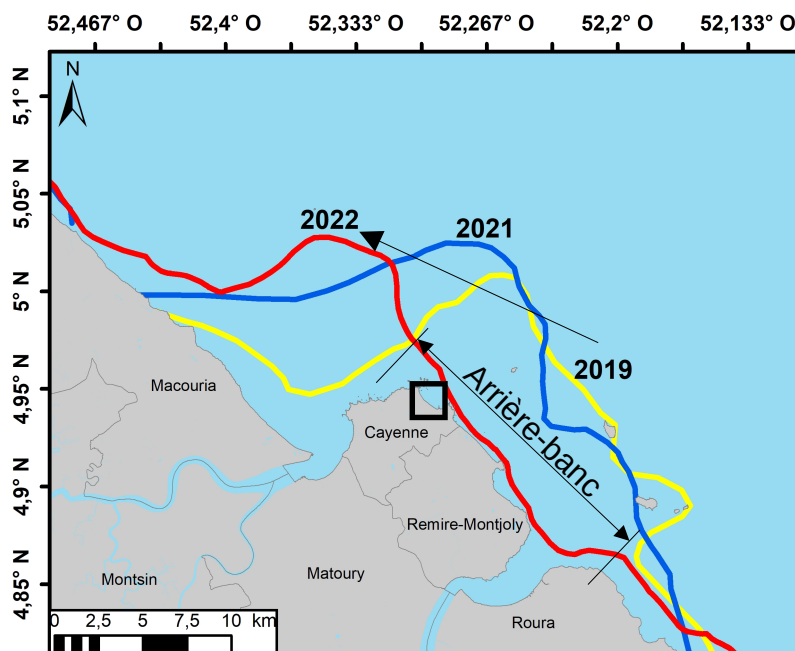 52,467° O 52,4° O 52,333° O 52,267° O 52,2° O 52,133° O
N
5,1° N
5,05° N
2022
2021
5° N
2019
4,95° N
Macouria
Arrière-banc
Cayenne
4,9° N
Remire-Montjoly
Matoury
Montsin
4,85° N
Roura
0 2,5 5 7,5 10 km